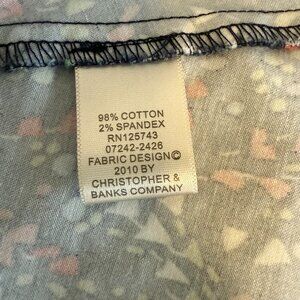 98% COTTON
2% SPANDEX
RN125743
07242-2426
FABRIC DESIGN©
2010 BY
CHRISTOPHER &
BANKS COMPANY